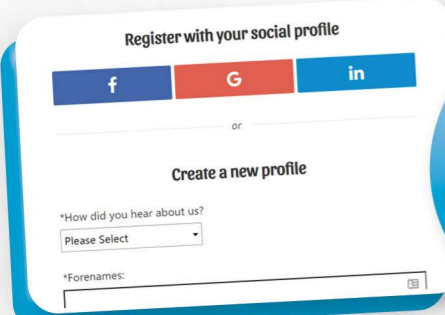 Register with your social profile
f G in
or
Create a new profile
*How did you hear about us?
Please Select
*Forenames: